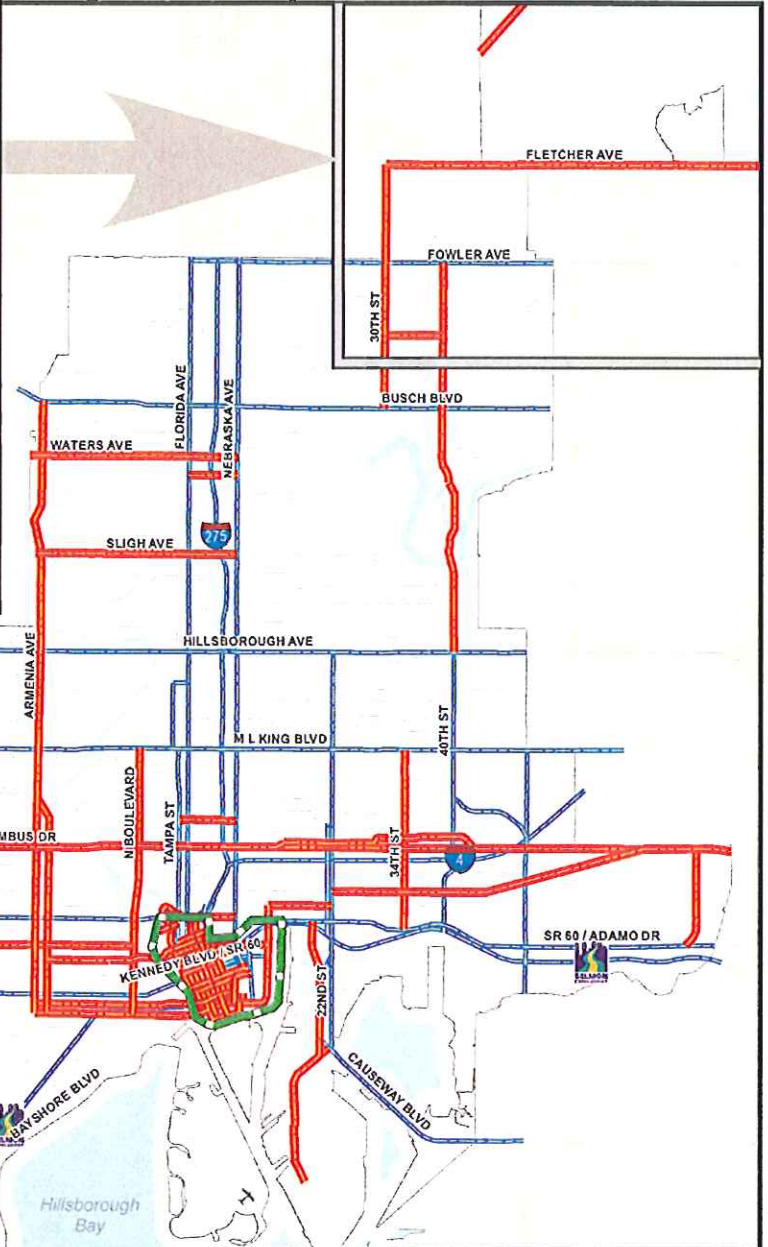 FLETCHER AVE
FOWLER AVE
30TH ST
FLORIDA AVE
NEBRASKA AVE
BUSCH BLVD
WATERS AVE
275
SLIGH AVE
HILLSBOROUGH AVE
ARMENIA AVE
40TH ST
M L KING BLVD
N BOULEVARD
TAMPA ST
MBUS DR
34TH ST
4
SR 60 / ADAMO DR
KENNEDY BLVD / SR 60
SELMON
22ND ST
CAUSEWAY BLVD
BAYSHORE BLVD
Hillsborough
Bay